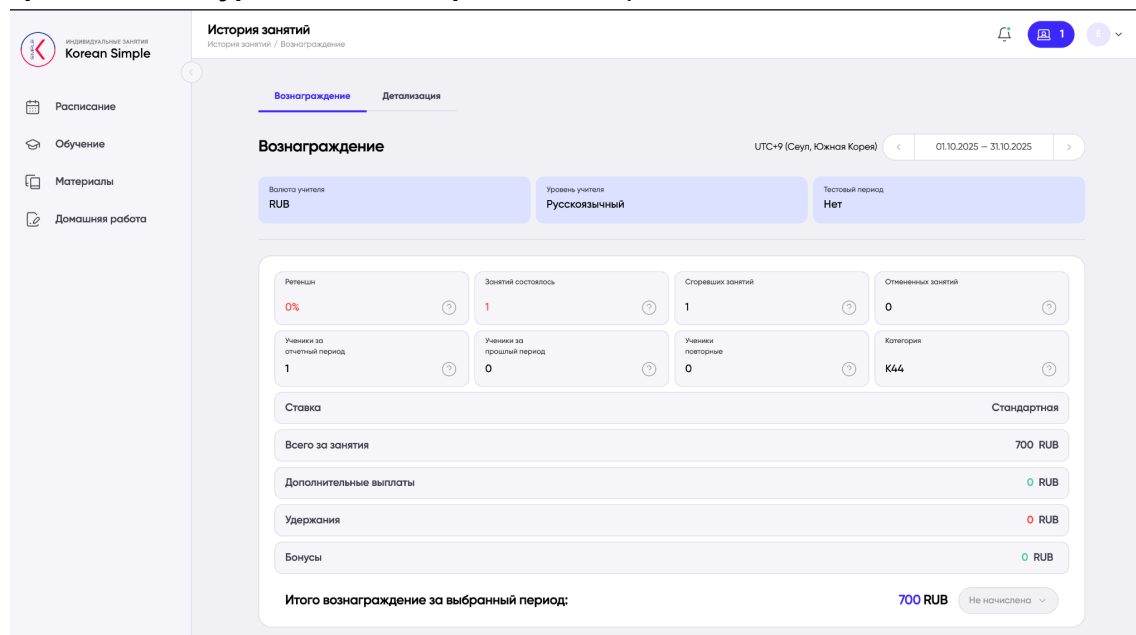 SIMPLE
ИНДИВИДУАЛЬНЫЕ ЗАНЯТИЯ
Korean Simple
Расписание
Обучение
Материалы
Домашняя работа
История занятий
История занятий / Вознаграждение
1
E
Вознаграждение Детализация
Вознаграждение
UTC+9 (Сеул, Южная Корея) 01.10.2025 – 31.10.2025
Валюта учителя
RUB
Уровень учителя
Русскоязычный
Тестовый период
Нет
Ретеншн
0%
Занятий состоялось
1
Сгоревших занятий
1
Отмененных занятий
0
Ученики за
отчетный период
1
Ученики за
прошлый период
0
Ученики
повторные
0
Категория
K44
Ставка Стандартная
Всего за занятия 700 RUB
Дополнительные выплаты 0 RUB
Удержания 0 RUB
Бонусы 0 RUB
Итого вознаграждение за выбранный период: 700 RUB Не начислена